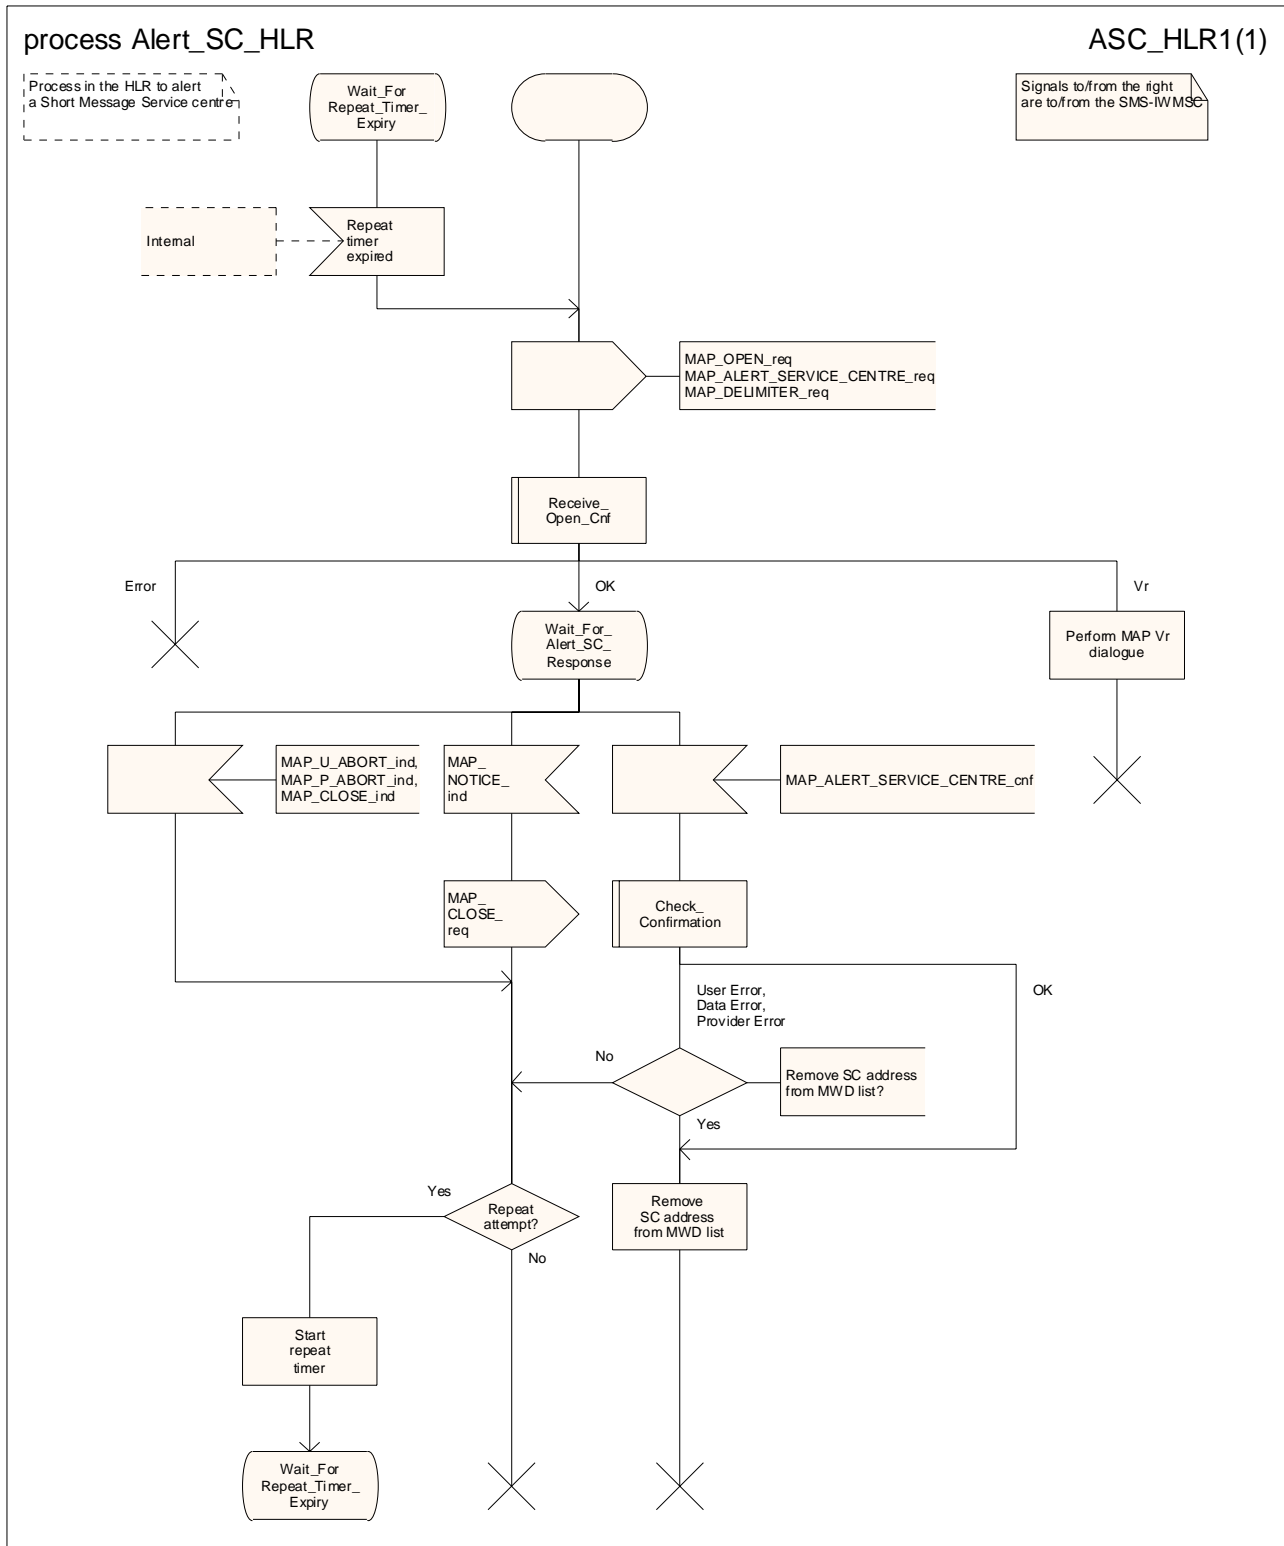 process Alert_SC_HLR
ASC_HLR1(1)
Process in the HLR to alert
a Short Message Service centre
Wait_For
Repeat_Timer_
Expiry
Signals to/from the right
are to/from the SMS-IWMSC
Internal
Repeat
timer
expired
MAP_OPEN_req
MAP_ALERT_SERVICE_CENTRE_req
MAP_DELIMITER_req
Receive_
Open_Cnf
Error
OK
Vr
Wait_For_
Alert_SC_
Response
Perform MAP Vr
dialogue
MAP_U_ABORT_ind,
MAP_P_ABORT_ind,
MAP_CLOSE_ind
MAP_
NOTICE_
ind
MAP_ALERT_SERVICE_CENTRE_cnf
MAP_
CLOSE_
req
Check_
Confirmation
User Error,
Data Error,
Provider Error
OK
No
Remove SC address
from MWD list?
Yes
Yes
Repeat
attempt?
No
Remove
SC address
from MWD list
Start
repeat
timer
Wait_For
Repeat_Timer_
Expiry